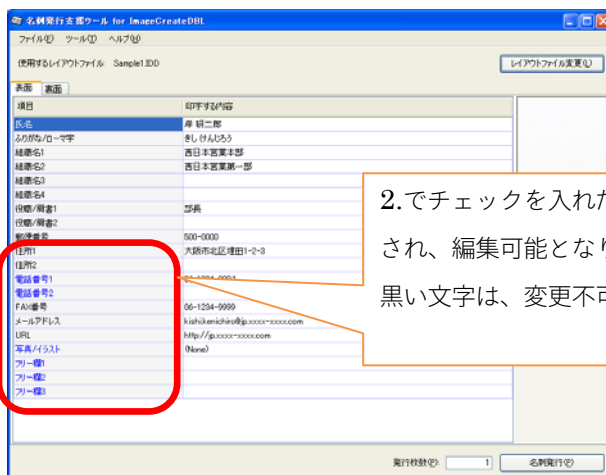 名刺発行支援ツール for ImageCreateDBL
ファイル(F) ツール(T) ヘルプ(H)
使用するレイアウトファイル: Sample1.IDD
レイアウトファイル変更(L)
表面 裏面
項目 印字する内容
氏名 岸 研二郎
ふりがな/ローマ字 きし けんじろう
組織名1 西日本営業本部
組織名2 西日本営業第一部
組織名3
組織名4
役職/肩書1 部長
役職/肩書2
郵便番号 500-0000
住所1 大阪市北区埋田1-2-3
住所2
電話番号1
電話番号2
FAX番号 06-1234-9999
メールアドレス kishikenichiro@jp.xxxx-xxxx.com
URL http://jp.xxxx-xxxx.com
写真/イラスト (None)
フリー欄1
フリー欄2
フリー欄3
2.でチェックを入れた
され、編集可能となり
黒い文字は、変更不可
発行枚数(P): 1 名刺発行(P)